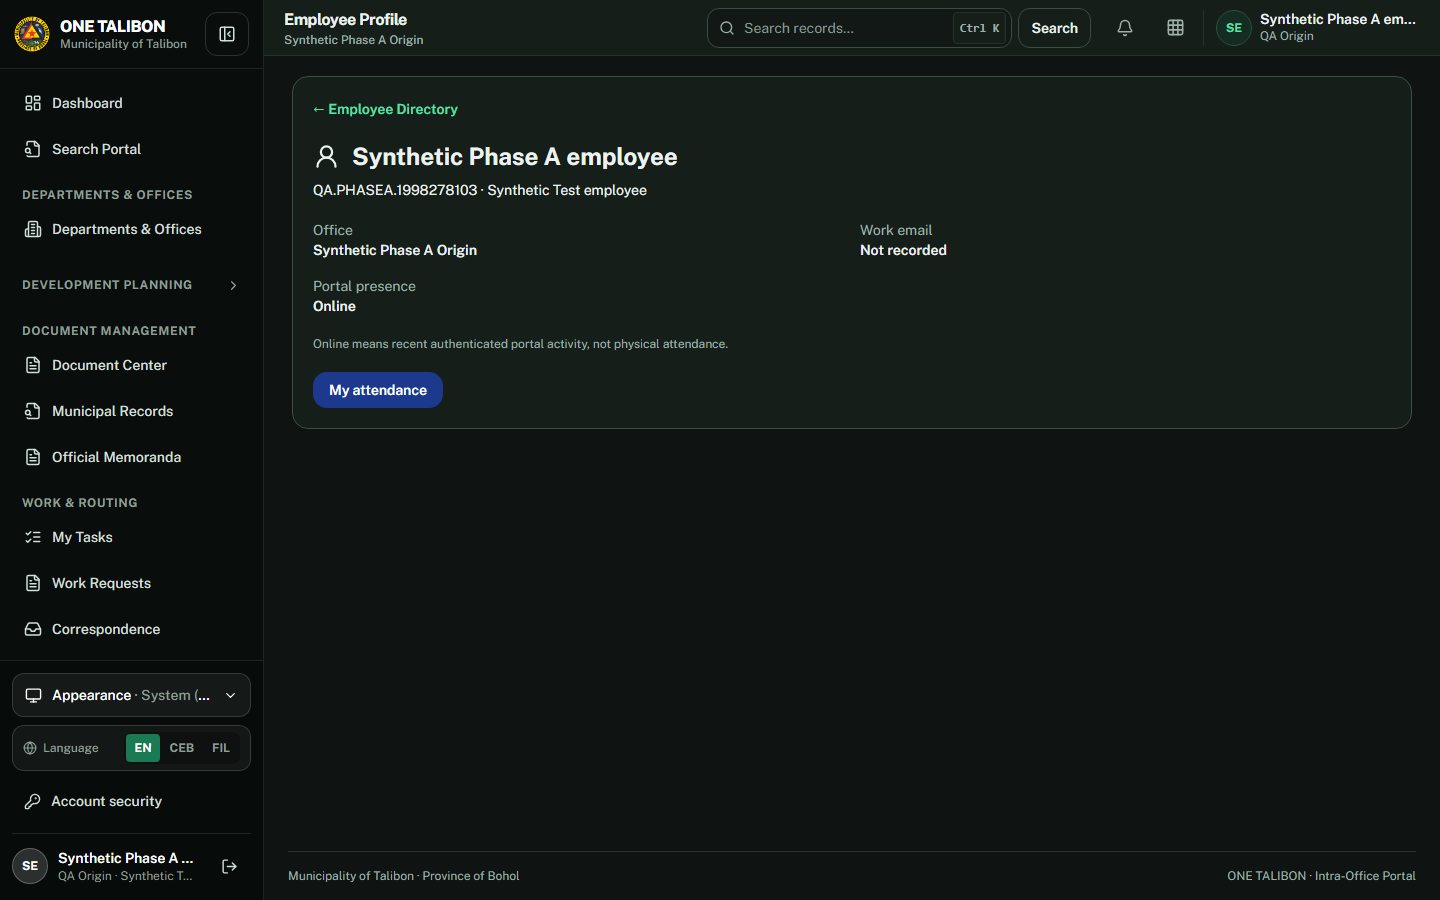 ONE TALIBON
Municipality of Talibon
Employee Profile
Synthetic Phase A Origin
Search records...
Ctrl K
Search
SE
Synthetic Phase A em...
QA Origin
Dashboard
Search Portal
DEPARTMENTS & OFFICES
Departments & Offices
DEVELOPMENT PLANNING
DOCUMENT MANAGEMENT
Document Center
Municipal Records
Official Memoranda
WORK & ROUTING
My Tasks
Work Requests
Correspondence
Appearance · System (...
Language
EN CEB FIL
Account security
SE
Synthetic Phase A ...
QA Origin · Synthetic T...
← Employee Directory
Synthetic Phase A employee
QA.PHASEA.1998278103 · Synthetic Test employee
Office
Synthetic Phase A Origin
Work email
Not recorded
Portal presence
Online
Online means recent authenticated portal activity, not physical attendance.
My attendance
Municipality of Talibon · Province of Bohol
ONE TALIBON · Intra-Office Portal